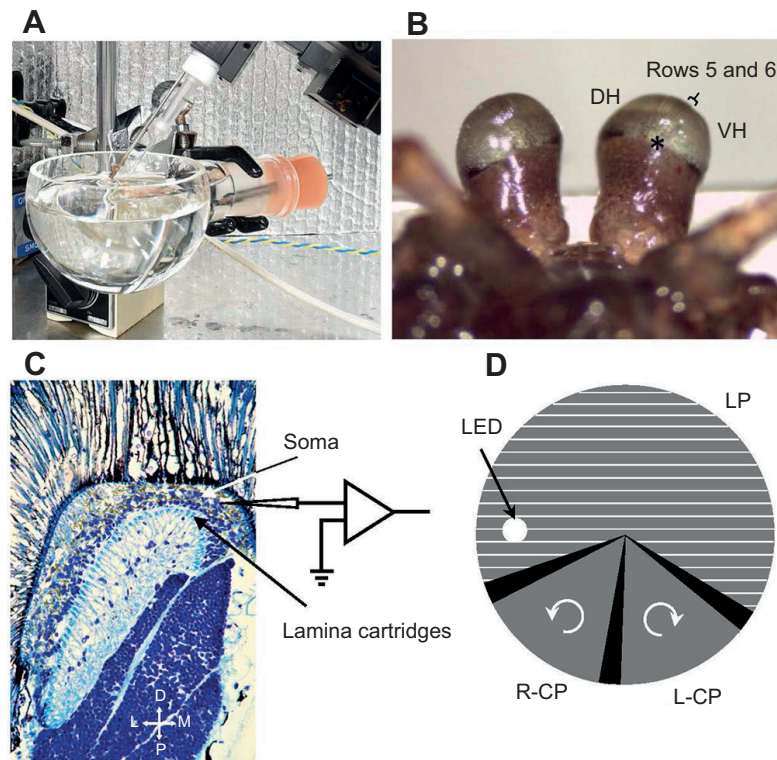 A
B
Rows 5 and 6
DH
VH
*
C
Soma
Lamina cartridges
D
L
M
P
D
LP
LED
R-CP
L-CP